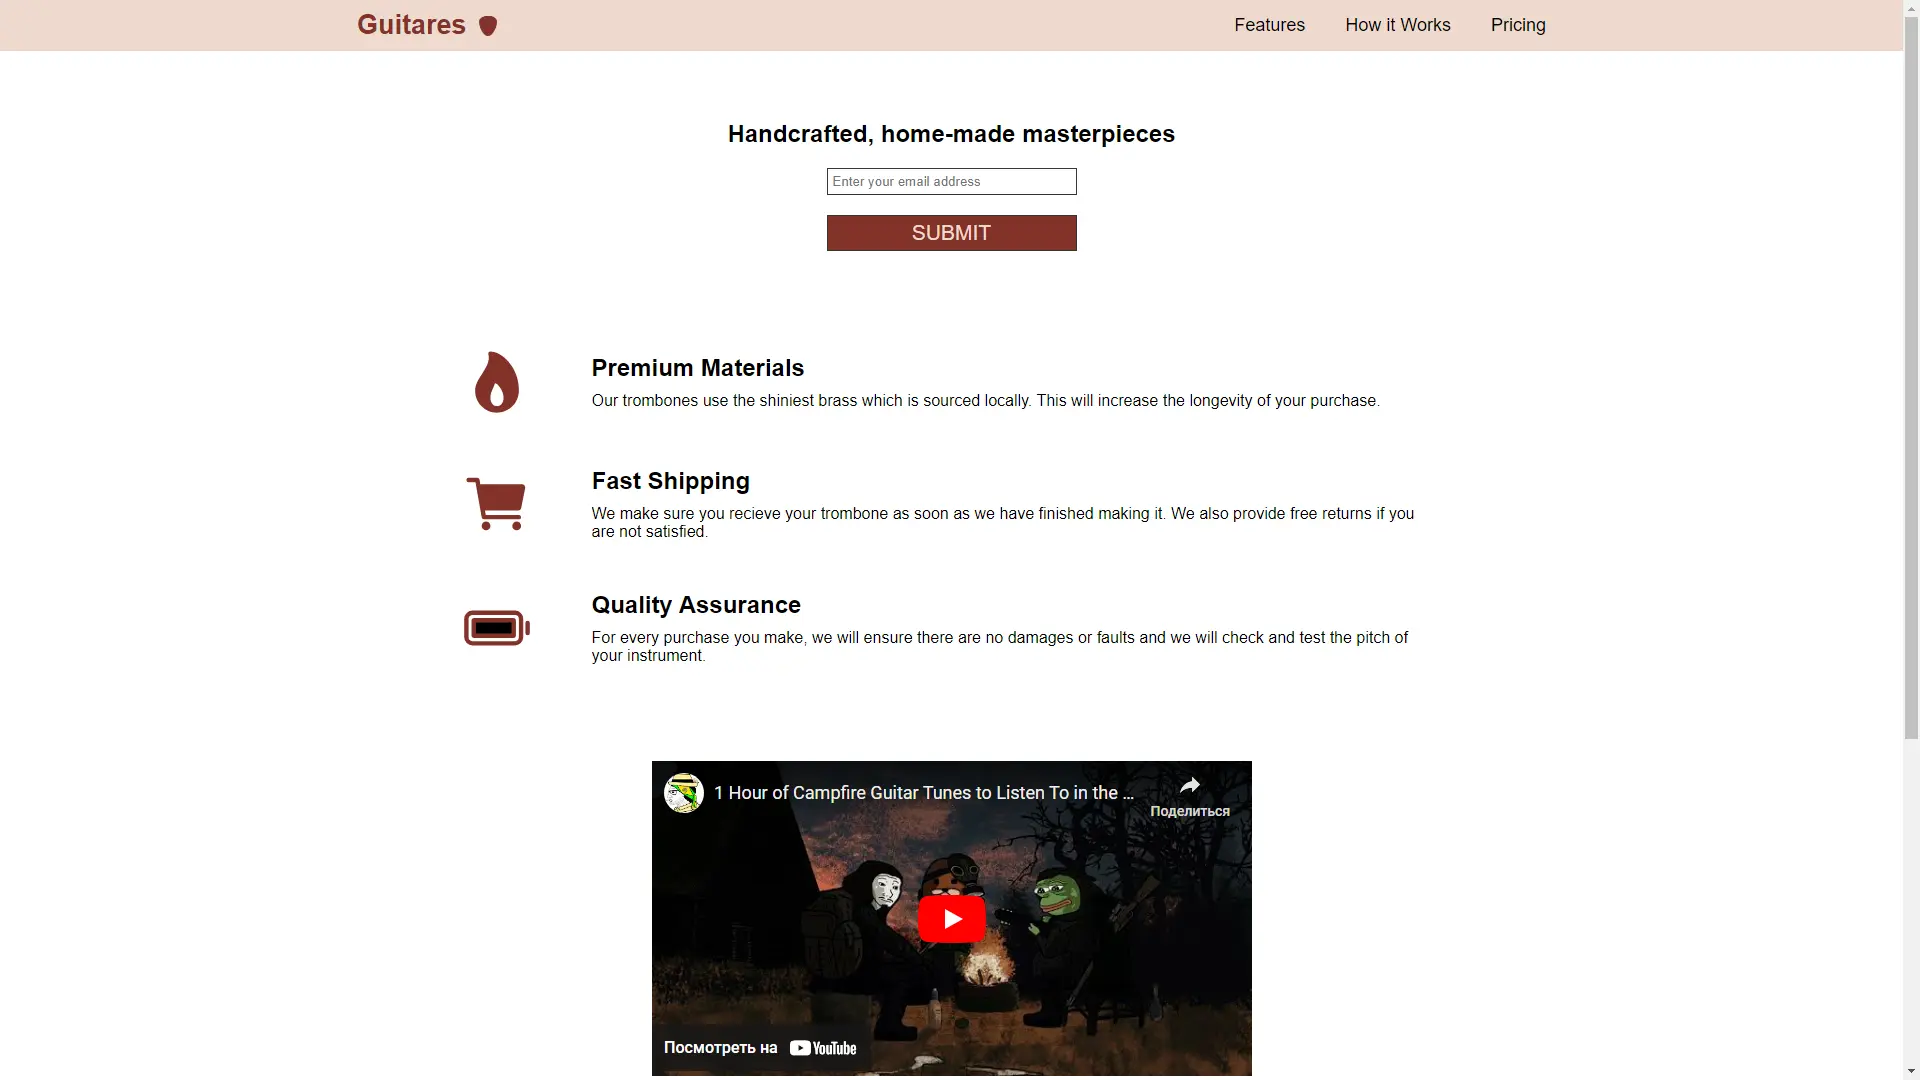 Guitares
Features
How it Works
Pricing
Handcrafted, home-made masterpieces
Enter your email address
SUBMIT
Premium Materials
Our trombones use the shiniest brass which is sourced locally. This will increase the longevity of your purchase.
Fast Shipping
We make sure you recieve your trombone as soon as we have finished making it. We also provide free returns if you
are not satisfied.
Quality Assurance
For every purchase you make, we will ensure there are no damages or faults and we will check and test the pitch of
your instrument.
1 Hour of Campfire Guitar Tunes to Listen To in the ...
Поделиться
Посмотреть на YouTube